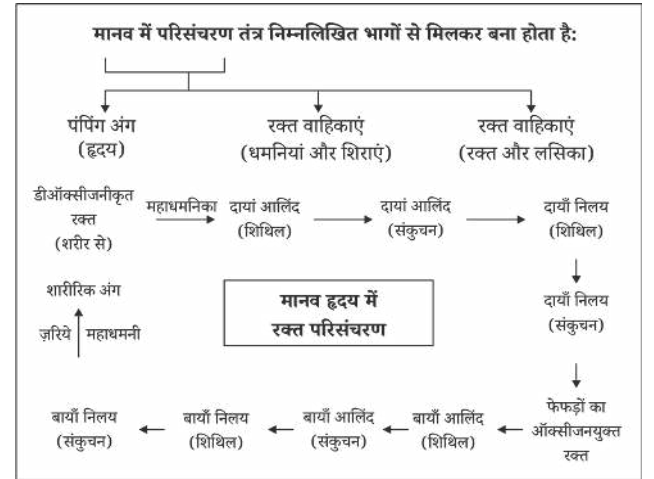 मानव में परिसंचरण तंत्र निम्नलिखित भागों से मिलकर बना होता है:
पंपिंग अंग
(हृदय)
रक्त वाहिकाएं
(धमनियां और शिराएं)
रक्त वाहिकाएं
(रक्त और लसिका)
डीऑक्सीजनीकृत
रक्त
(शरीर से)
महाधमनिका
दायां आलिंद
(शिथिल)
दायां आलिंद
(संकुचन)
दायाँ निलय
(शिथिल)
दायाँ निलय
(संकुचन)
फेफड़ों का
ऑक्सीजनयुक्त
रक्त
बायाँ आलिंद
(शिथिल)
बायाँ आलिंद
(संकुचन)
बायाँ निलय
(शिथिल)
बायाँ निलय
(संकुचन)
ज़रिये महाधमनी
शारीरिक अंग
मानव हृदय में
रक्त परिसंचरण